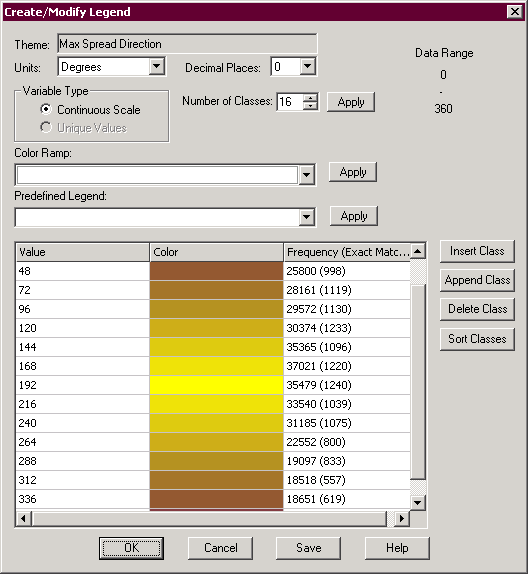 Create/Modify Legend
Theme: Max Spread Direction
Units: Degrees Decimal Places: 0
Data Range
0
-
360
Variable Type
Continuous Scale
Unique Values
Number of Classes: 16 Apply
Color Ramp:
Apply
Predefined Legend:
Apply
Value Color Frequency (Exact Matc...
48 25800 (998)
72 28161 (1119)
96 29572 (1130)
120 30374 (1233)
144 35365 (1096)
168 37021 (1220)
192 35479 (1240)
216 33540 (1039)
240 31185 (1075)
264 22552 (800)
288 19097 (833)
312 18518 (557)
336 18651 (619)
Insert Class
Append Class
Delete Class
Sort Classes
OK Cancel Save Help